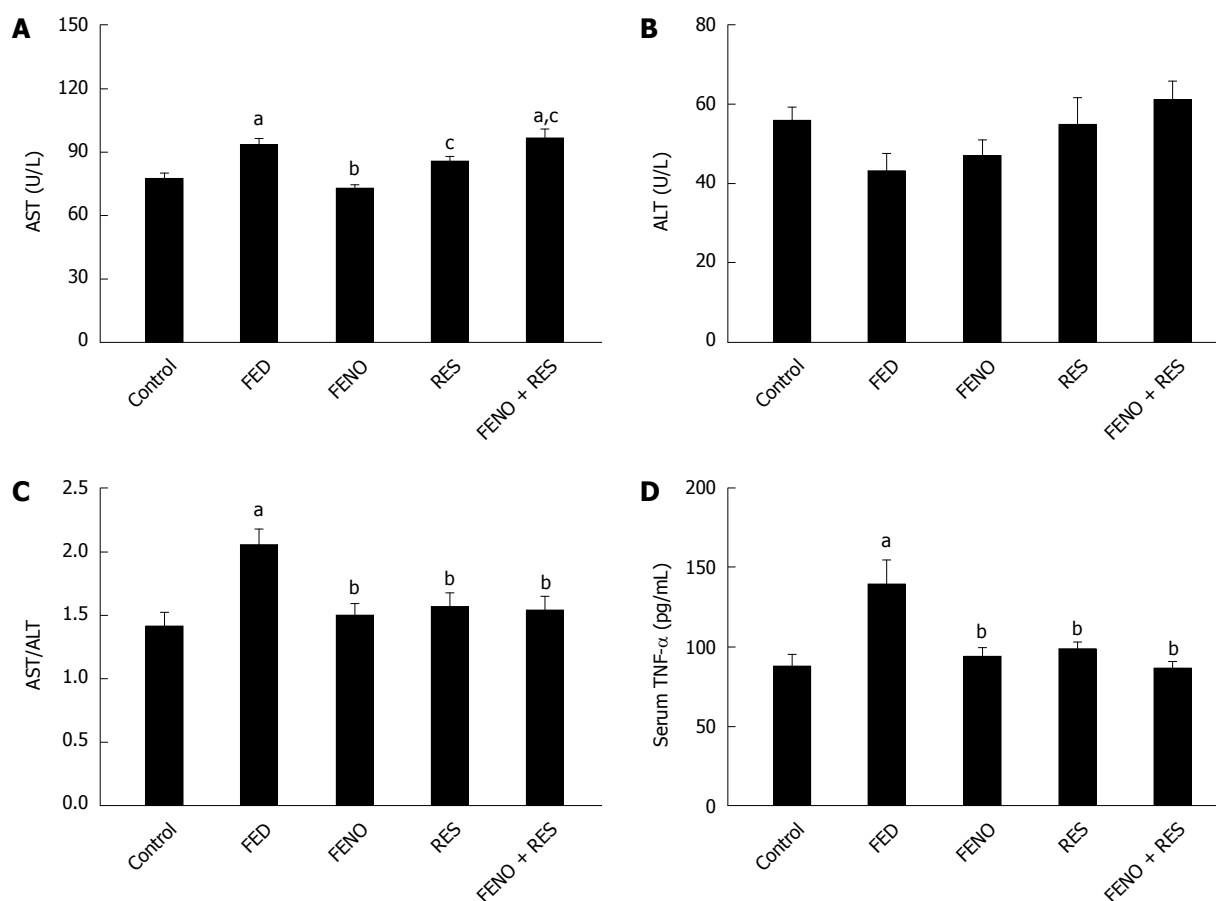 A
AST (U/L)
150
120
90
60
30
0
a
b
c
a,c
Control
FED
FENO
RES
FENO + RES
B
ALT (U/L)
80
60
40
20
0
Control
FED
FENO
RES
FENO + RES
C
AST/ALT
2.5
2.0
1.5
1.0
0.5
0.0
a
b
b
b
Control
FED
FENO
RES
FENO + RES
D
Serum TNF-α (pg/mL)
200
150
100
50
0
a
b
b
b
Control
FED
FENO
RES
FENO + RES